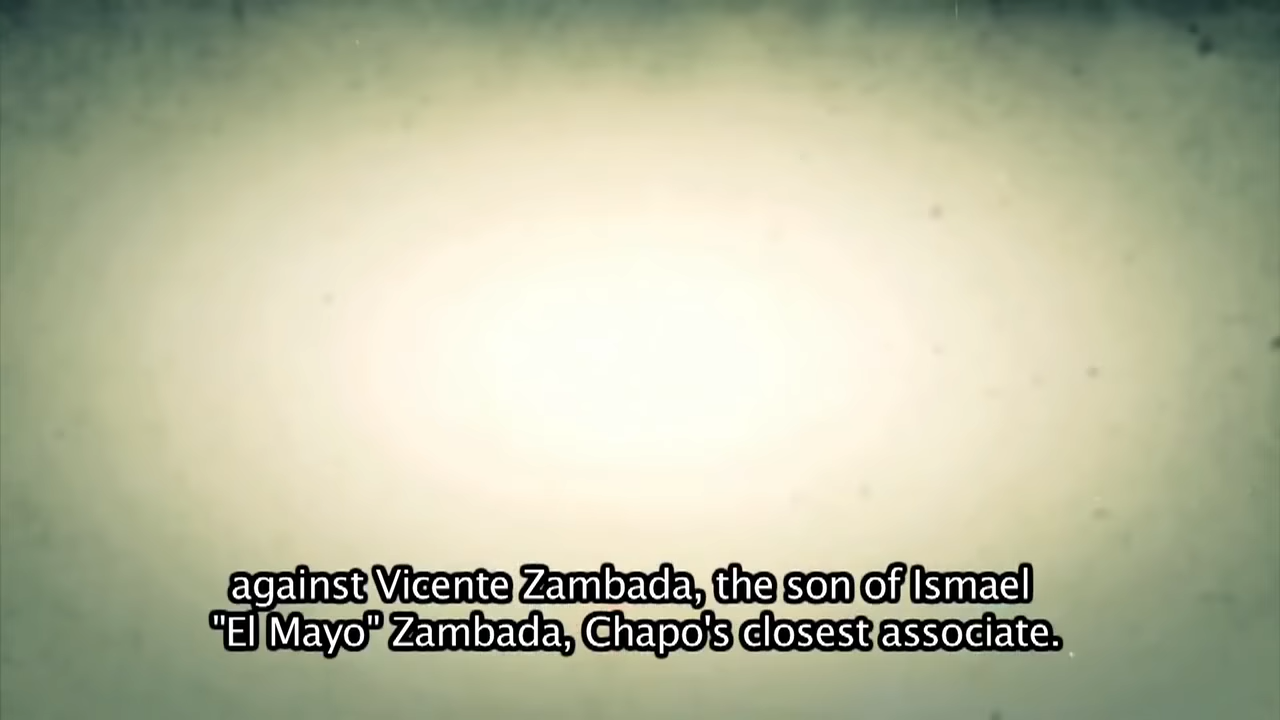 against Vicente Zambada, the son of Ismael
"El Mayo" Zambada, Chapo's closest associate.